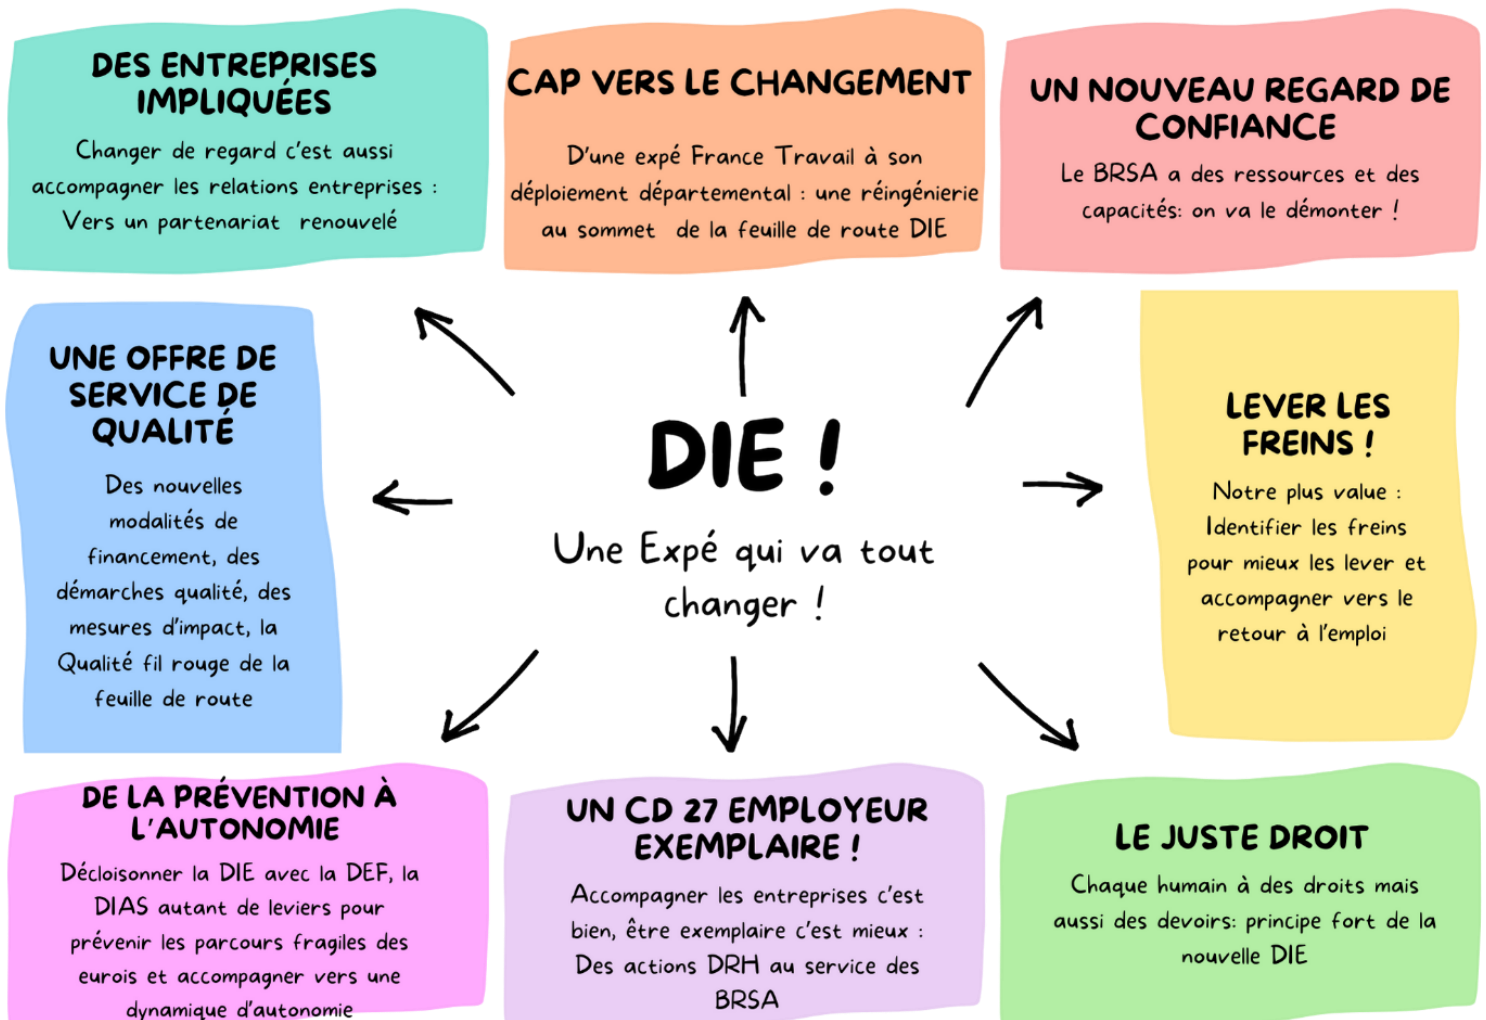 DES ENTREPRISES
IMPLIQUÉES
Changer de regard c'est aussi
accompagner les relations entreprises :
Vers un partenariat renouvelé
CAP VERS LE CHANGEMENT
D'une expé France Travail à son
déploiement départemental : une réingénierie
au sommet de la feuille de route DIE
UN NOUVEAU REGARD DE
CONFIANCE
Le BRSA a des ressources et des
capacités: on va le démonter !
UNE OFFRE DE
SERVICE DE
QUALITÉ
Des nouvelles
modalités de
financement, des
démarches qualité, des
mesures d'impact, la
Qualité fil rouge de la
feuille de route
DIE !
Une Expé qui va tout
changer !
LEVER LES
FREINS !
Notre plus value :
Identifier les freins
pour mieux les lever et
accompagner vers le
retour à l'emploi
DE LA PRÉVENTION À
L'AUTONOMIE
Décloisonner la DIE avec la DEF, la
DIAS autant de leviers pour
prévenir les parcours fragiles des
eurois et accompagner vers une
dynamique d'autonomie
UN CD 27 EMPLOYEUR
EXEMPLAIRE !
Accompagner les entreprises c'est
bien, être exemplaire c'est mieux :
Des actions DRH au service des
BRSA
LE JUSTE DROIT
Chaque humain à des droits mais
aussi des devoirs: principe fort de la
nouvelle DIE